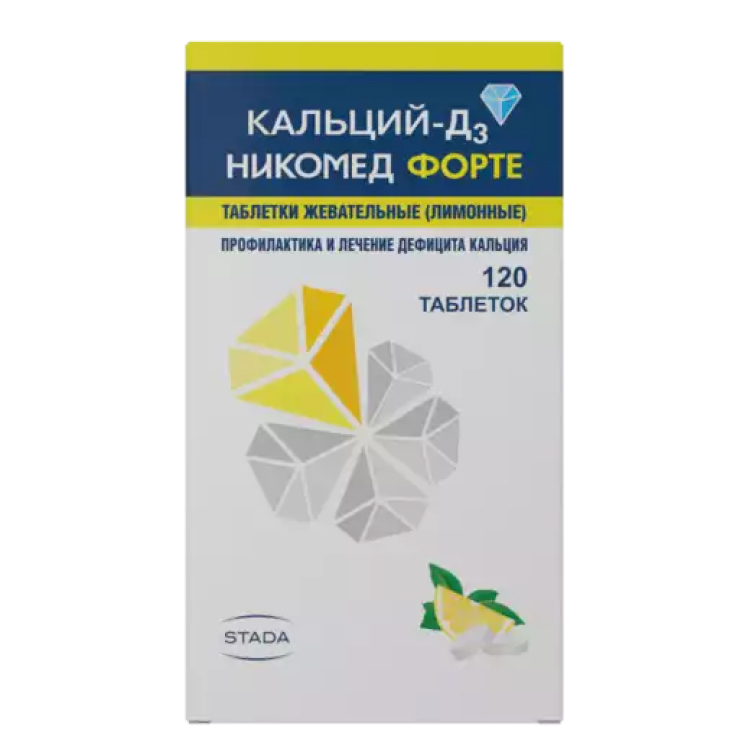 КАЛЬЦИЙ-Д3
НИКОМЕД ФОРТЕ
ТАБЛЕТКИ ЖЕВАТЕЛЬНЫЕ (ЛИМОННЫЕ)
ПРОФИЛАКТИКА И ЛЕЧЕНИЕ ДЕФИЦИТА КАЛЬЦИЯ
120
ТАБЛЕТОК
STADA